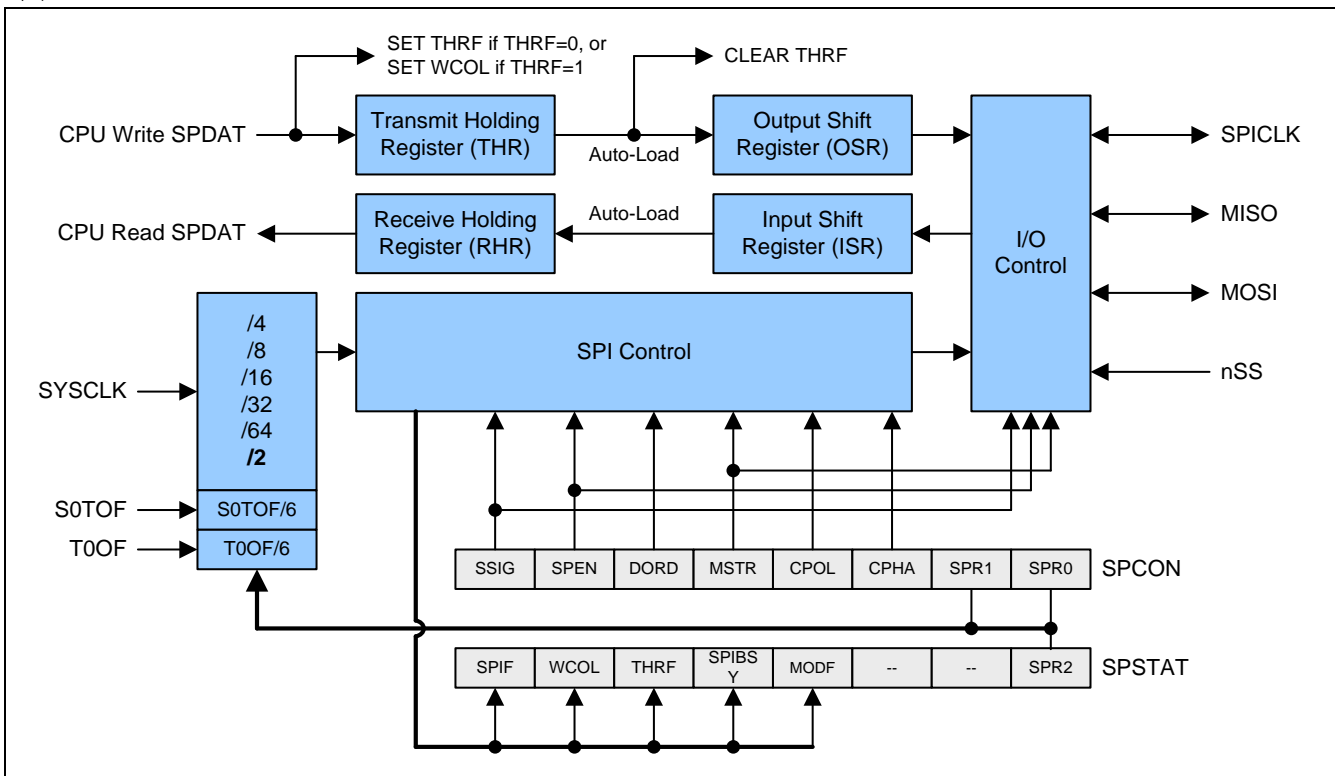 SET THRF if THRF=0, or
SET WCOL if THRF=1
CLEAR THRF
CPU Write SPDAT
Transmit Holding
Register (THR)
Auto-Load
Output Shift
Register (OSR)
SPICLK
CPU Read SPDAT
Receive Holding
Register (RHR)
Auto-Load
Input Shift
Register (ISR)
I/O
Control
MISO
MOSI
nSS
SYSCLK
/4
/8
/16
/32
/64
/2
SPI Control
S0TOF
S0TOF/6
T0OF
T0OF/6
SSIG SPEN DORD MSTR CPOL CPHA SPR1 SPR0 SPCON
SPIF WCOL THRF SPIBS
Y MODF -- -- SPR2 SPSTAT